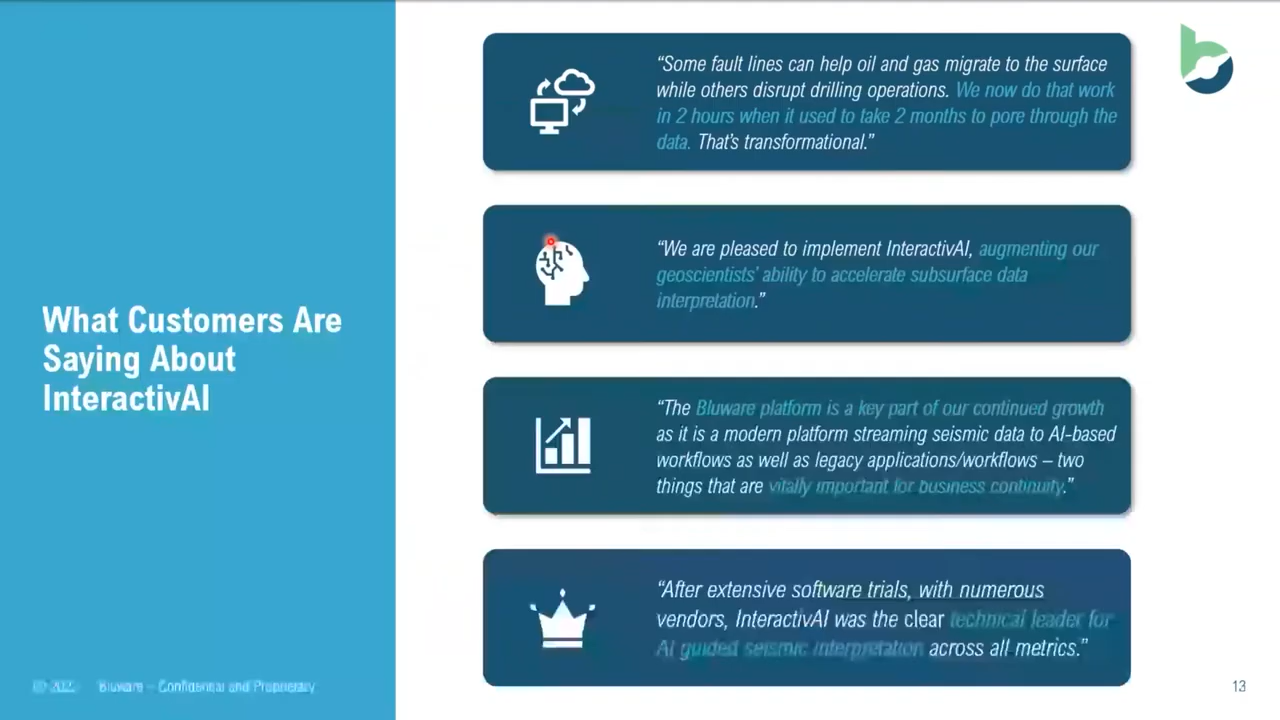 What Customers Are
Saying About
InteractivAI
“Some fault lines can help oil and gas migrate to the surface
while others disrupt drilling operations. We now do that work
in 2 hours when it used to take 2 months to pore through the
data. That’s transformational.”
“We are pleased to implement InteractivAI, augmenting our
geoscientists’ ability to accelerate subsurface data
interpretation.”
“The Bluware platform is a key part of our continued growth
as it is a modern platform streaming seismic data to AI-based
workflows as well as legacy applications/workflows – two
things that are vitally important for business continuity.”
“After extensive software trials, with numerous
vendors, InteractivAI was the clear technical leader for
AI guided seismic interpretation across all metrics.”
© Bluware – Confidential and Proprietary
13